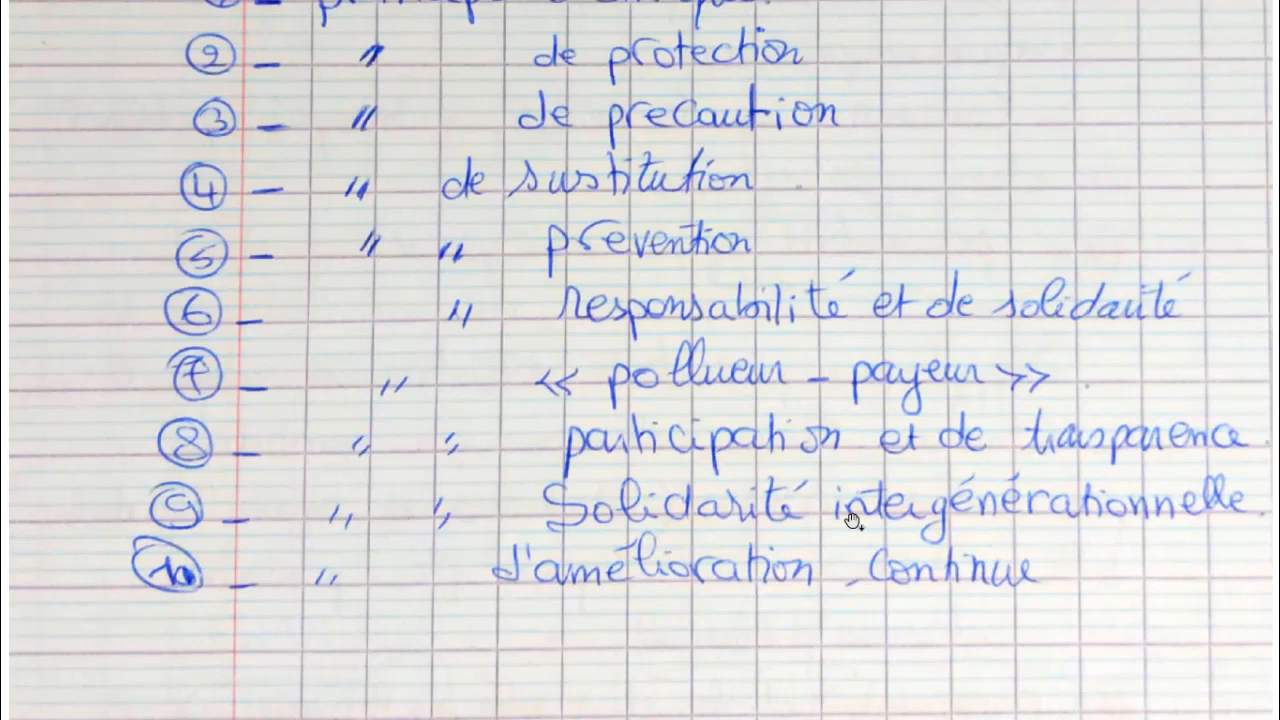 ② - " de protection
③ - " de precaution
④ - " de sustitution
⑤ - " " prevention
⑥ - " responsabilité et de solidarité
⑦ - " << pollueur - payeur >>
⑧ - " " participation et de transparence
⑨ - " " Solidarité intergénérationnelle
⑩ - " d'amélioration continue